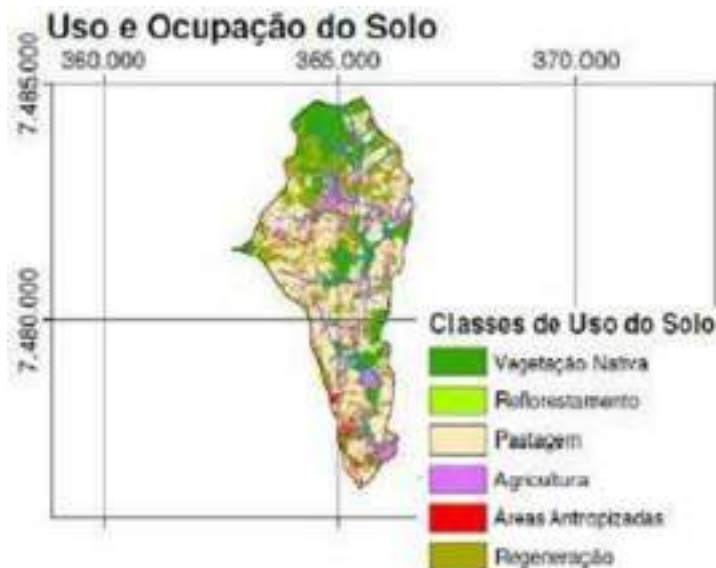 Uso e Ocupação do Solo
360.000 365.000 370.000
7.485.000
7.480.000
Classes de Uso do Solo
Vegetação Nativa
Reflorestamento
Pastagem
Agricultura
Áreas Antropizadas
Regeneração